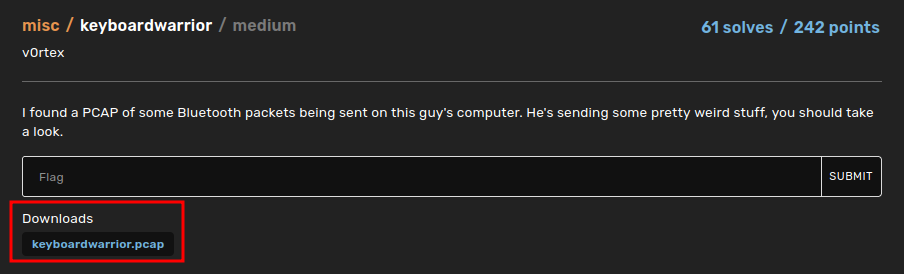 misc / keyboardwarrior / medium
61 solves / 242 points
v0rtex
I found a PCAP of some Bluetooth packets being sent on this guy's computer. He's sending some pretty weird stuff, you should take
a look.
Flag
SUBMIT
Downloads
keyboardwarrior.pcap